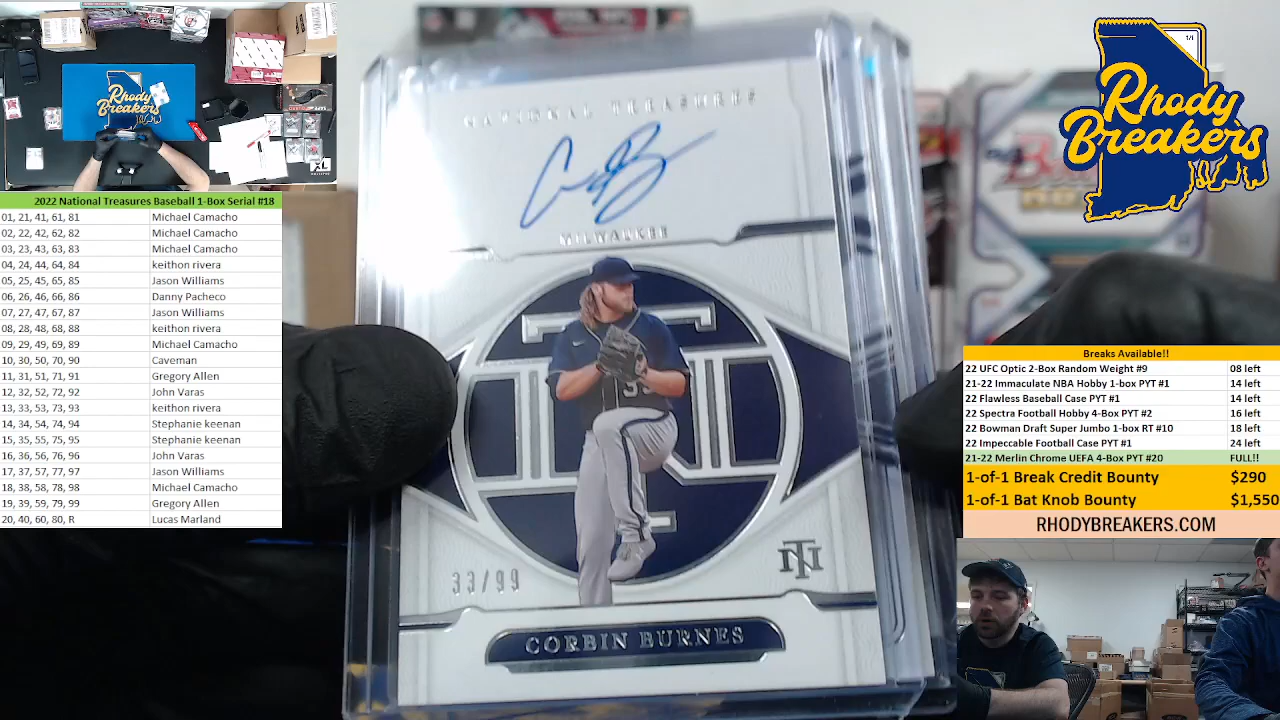 NATIONAL TREASURES
MILWAUKEE
33/99
CORBIN BURNES
Rhody
Breakers
1/1
Rhody
Breakers
2022 National Treasures Baseball 1-Box Serial #18
01, 21, 41, 61, 81 Michael Camacho
02, 22, 42, 62, 82 Michael Camacho
03, 23, 43, 63, 83 Michael Camacho
04, 24, 44, 64, 84 keithon rivera
05, 25, 45, 65, 85 Jason Williams
06, 26, 46, 66, 86 Danny Pacheco
07, 27, 47, 67, 87 Jason Williams
08, 28, 48, 68, 88 keithon rivera
09, 29, 49, 69, 89 Michael Camacho
10, 30, 50, 70, 90 Caveman
11, 31, 51, 71, 91 Gregory Allen
12, 32, 52, 72, 92 John Varas
13, 33, 53, 73, 93 keithon rivera
14, 34, 54, 74, 94 Stephanie keenan
15, 35, 55, 75, 95 Stephanie keenan
16, 36, 56, 76, 96 John Varas
17, 37, 57, 77, 97 Jason Williams
18, 38, 58, 78, 98 Michael Camacho
19, 39, 59, 79, 99 Gregory Allen
20, 40, 60, 80, R Lucas Marland
Breaks Available!!
22 UFC Optic 2-Box Random Weight #9 08 left
21-22 Immaculate NBA Hobby 1-box PYT #1 14 left
22 Flawless Baseball Case PYT #1 14 left
22 Spectra Football Hobby 4-Box PYT #2 16 left
22 Bowman Draft Super Jumbo 1-box RT #10 18 left
22 Impeccable Football Case PYT #1 24 left
21-22 Merlin Chrome UEFA 4-Box PYT #20 FULL!!
1-of-1 Break Credit Bounty $290
1-of-1 Bat Knob Bounty $1,550
RHODYBREAKERS.COM